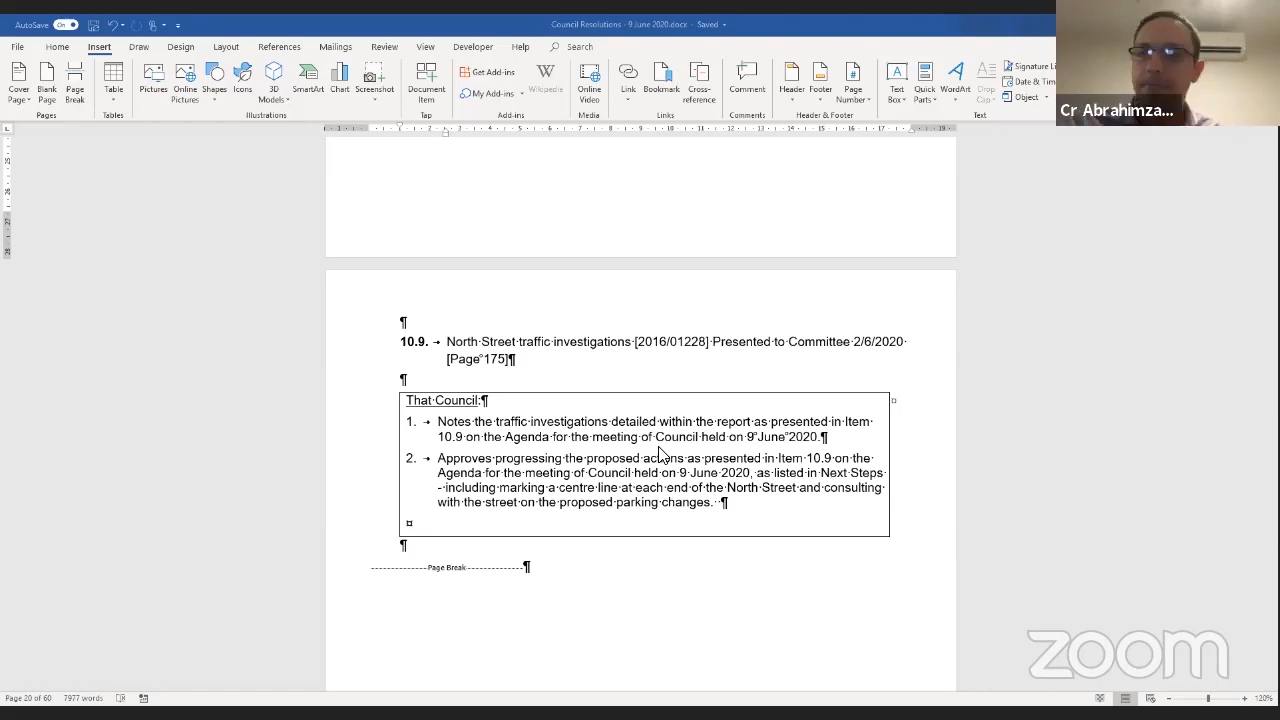 AutoSave On
Council Resolutions - 9 June 2020.docx - Saved
File Home Insert Draw Design Layout References Mailings Review View Developer Help Search
Cover Page
Blank Page
Page Break
Table
Pictures
Online Pictures
Shapes
Icons
3D Models
SmartArt
Chart
Screenshot
Document Item
Get Add-ins
My Add-ins
Wikipedia
Online Video
Link
Bookmark
Cross-reference
Comment
Header
Footer
Page Number
Text Box
Quick Parts
WordArt
Drop Cap
Signature Li
Date & Tim
Object
Pages Tables Illustrations Add-ins Media Links Comments Header & Footer Text
Cr Abrahimza...
10.9. North Street traffic investigations [2016/01228] Presented to Committee 2/6/2020
[Page 175]
That Council:
1. Notes the traffic investigations detailed within the report as presented in Item
10.9 on the Agenda for the meeting of Council held on 9 June 2020.
2. Approves progressing the proposed actions as presented in Item 10.9 on the
Agenda for the meeting of Council held on 9 June 2020, as listed in Next Steps
- including marking a centre line at each end of the North Street and consulting
with the street on the proposed parking changes.
Page Break
zoom
Page 20 of 60 7977 words
120%